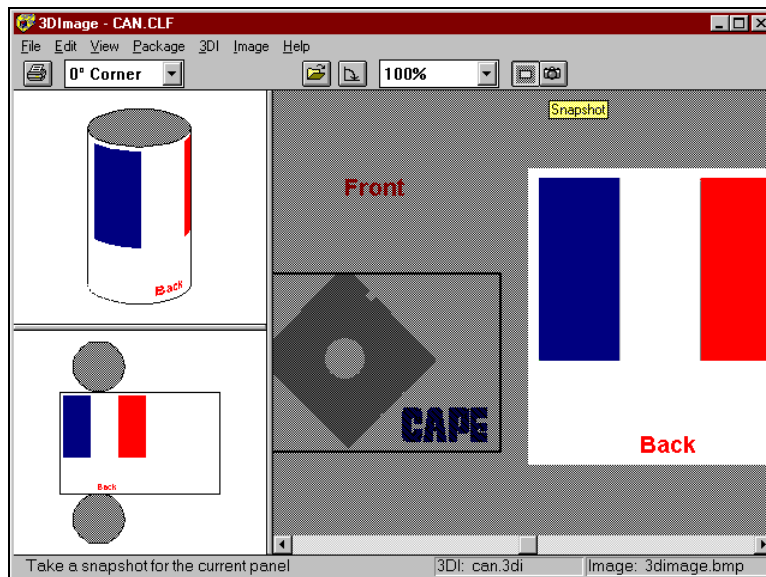 3DImage - CAN.CLF
File Edit View Package 3DI Image Help
0° Corner 100%
Snapshot
Front
Back
CAPE
Back
Back
Take a snapshot for the current panel 3DI: can.3di Image: 3dimage.bmp